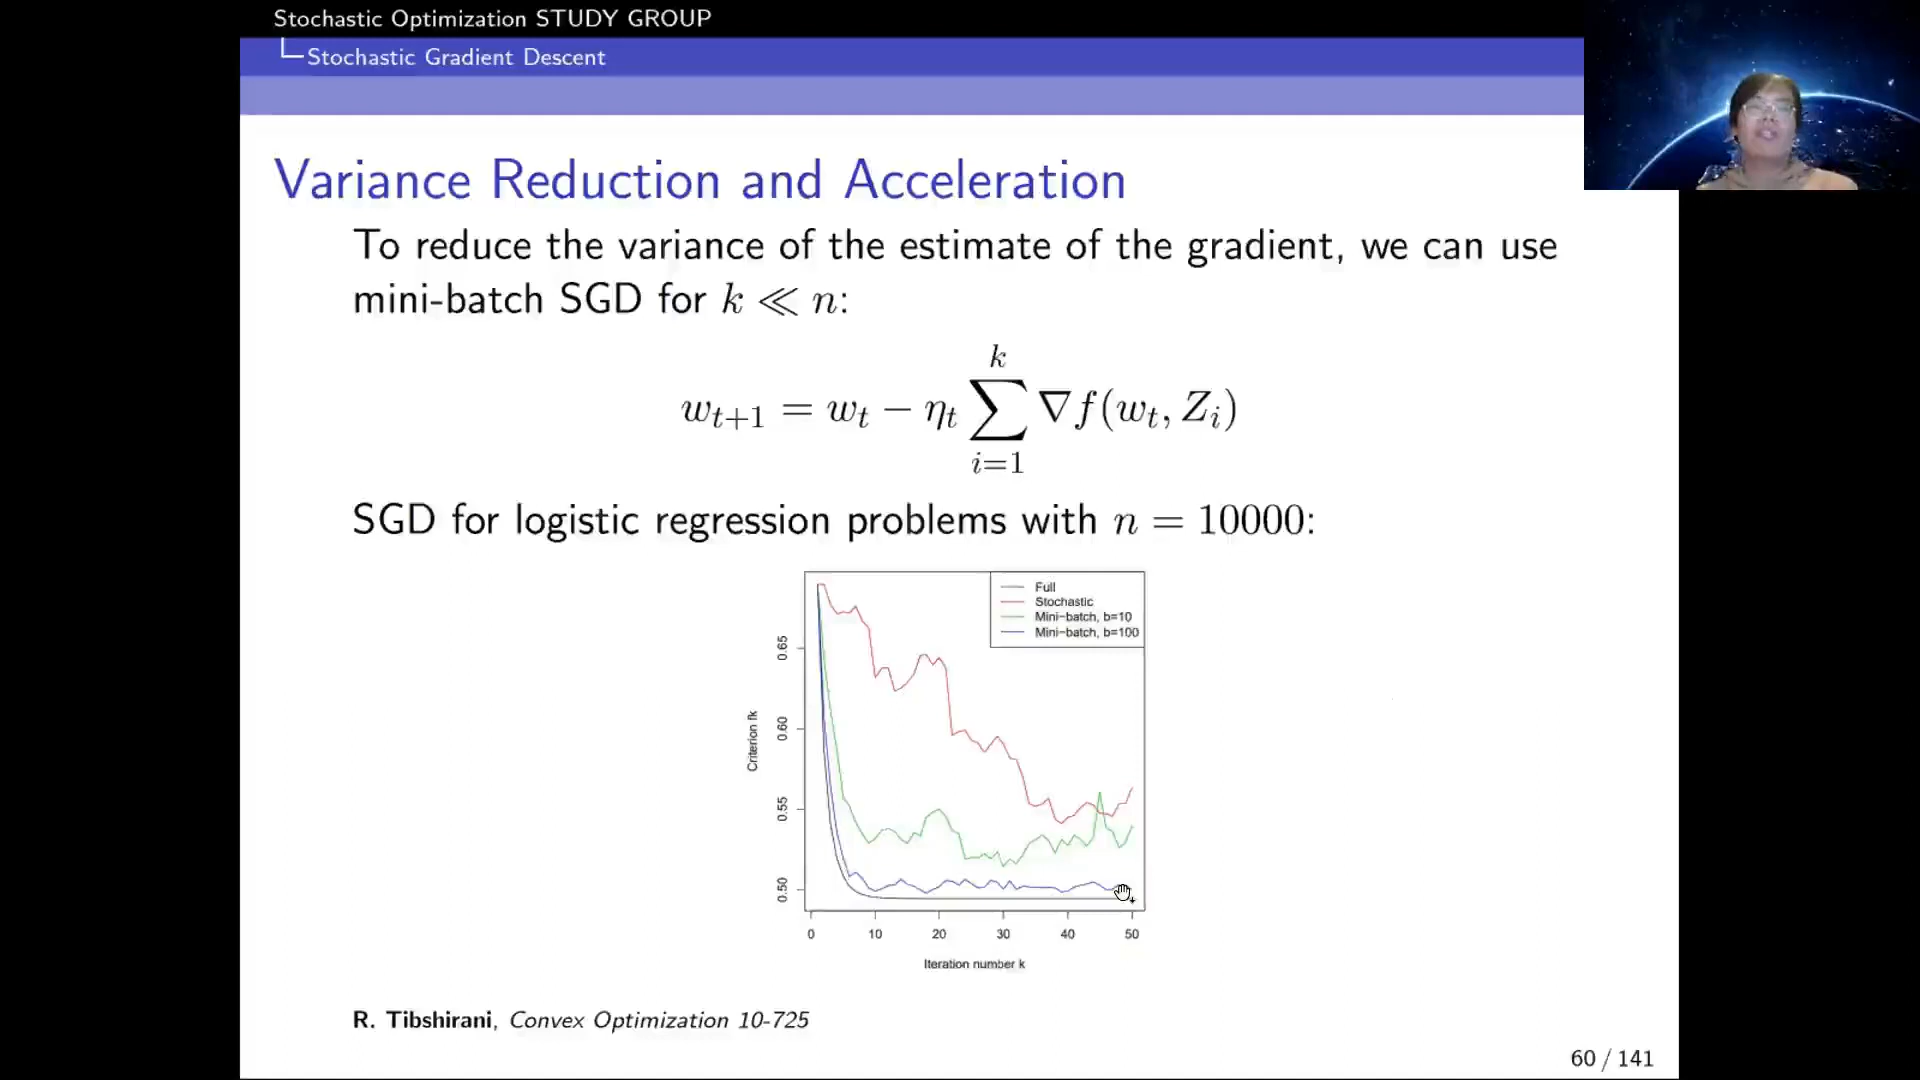 Stochastic Optimization STUDY GROUP
Stochastic Gradient Descent
Variance Reduction and Acceleration
To reduce the variance of the estimate of the gradient, we can use
mini-batch SGD for k ≪ n:
w_{t+1} = w_t − η_t ∑_{i=1}^{k} ∇f(w_t, Z_i)
SGD for logistic regression problems with n = 10000:
Full
Stochastic
Mini−batch, b=10
Mini−batch, b=100
Criterion fk
0.65
0.60
0.55
0.50
0 10 20 30 40 50
Iteration number k
R. Tibshirani, Convex Optimization 10-725
60 / 141